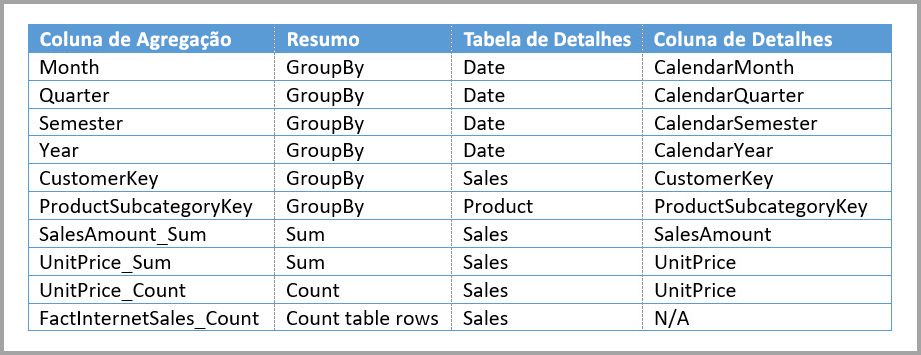 Coluna de Agregação Resumo Tabela de Detalhes Coluna de Detalhes
Month GroupBy Date CalendarMonth
Quarter GroupBy Date CalendarQuarter
Semester GroupBy Date CalendarSemester
Year GroupBy Date CalendarYear
CustomerKey GroupBy Sales CustomerKey
ProductSubcategoryKey GroupBy Product ProductSubcategoryKey
SalesAmount_Sum Sum Sales SalesAmount
UnitPrice_Sum Sum Sales UnitPrice
UnitPrice_Count Count Sales UnitPrice
FactInternetSales_Count Count table rows Sales N/A